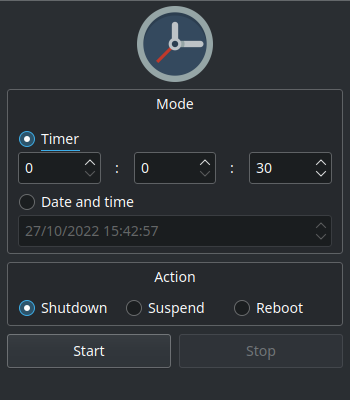 Mode
Timer
0 : 0 : 30
Date and time
27/10/2022 15:42:57
Action
Shutdown Suspend Reboot
Start Stop